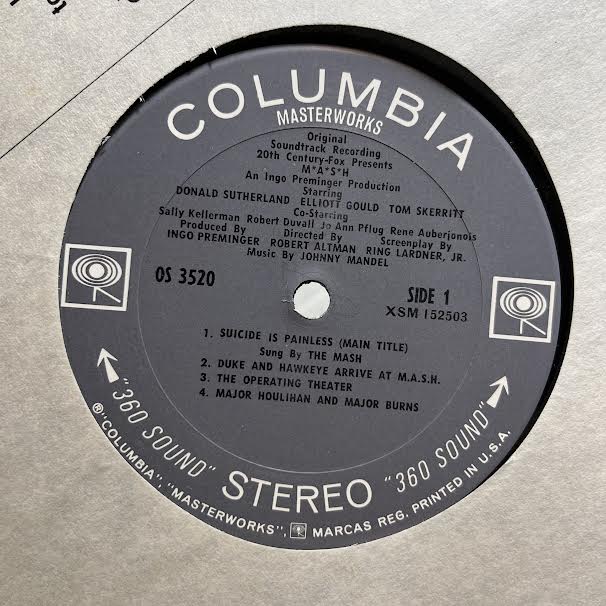 COLUMBIA
MASTERWORKS
Original
Soundtrack Recording
20th Century-Fox Presents
M*A*S*H
An Ingo Preminger Production
Starring
DONALD SUTHERLAND ELLIOTT GOULD TOM SKERRITT
Co-Starring
Sally Kellerman Robert Duvall Jo Ann Pflug Rene Auberjonois
Produced By Directed By Screenplay By
INGO PREMINGER ROBERT ALTMAN RING LARDNER, JR.
Music By JOHNNY MANDEL
OS 3520
SIDE 1
XSM 152503
1. SUICIDE IS PAINLESS (MAIN TITLE)
Sung By THE MASH
2. DUKE AND HAWKEYE ARRIVE AT M.A.S.H.
3. THE OPERATING THEATER
4. MAJOR HOULIHAN AND MAJOR BURNS
"360 SOUND" STEREO "360 SOUND"
®"COLUMBIA", "MASTERWORKS", MARCAS REG. PRINTED IN U.S.A.